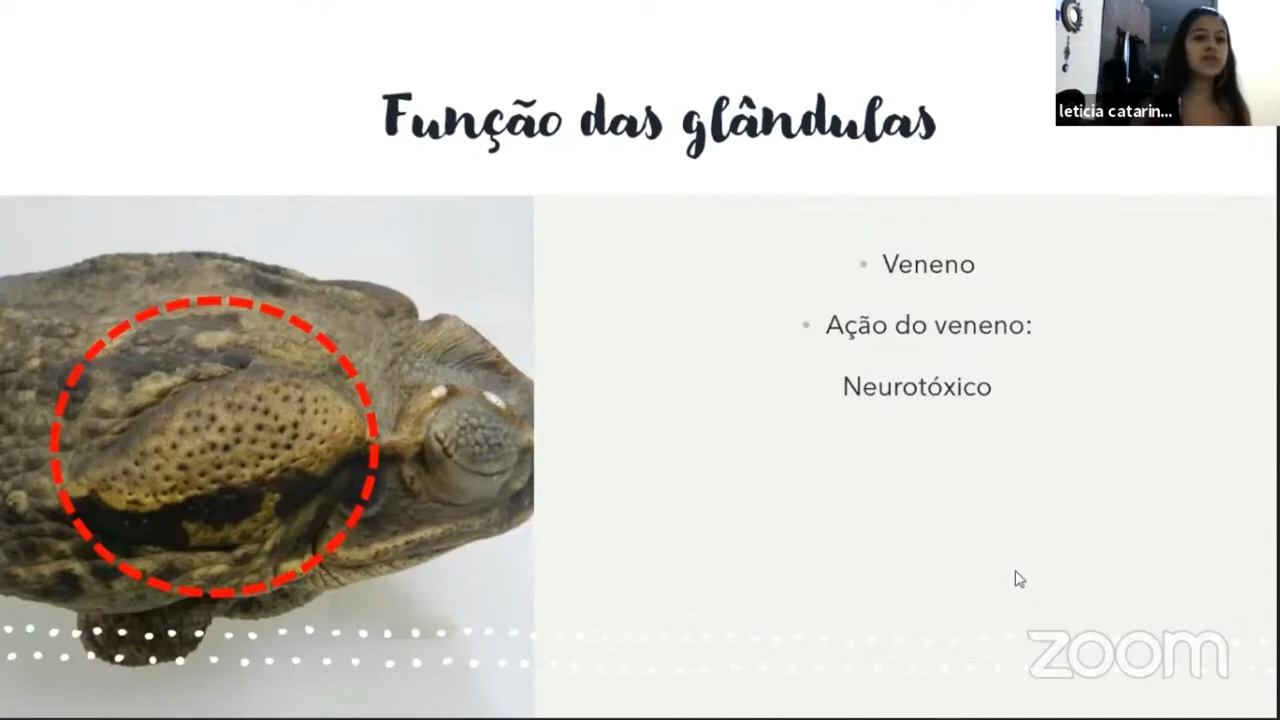 Função das glândulas
leticia catarin...
• Veneno
• Ação do veneno:
Neurotóxico
zoom